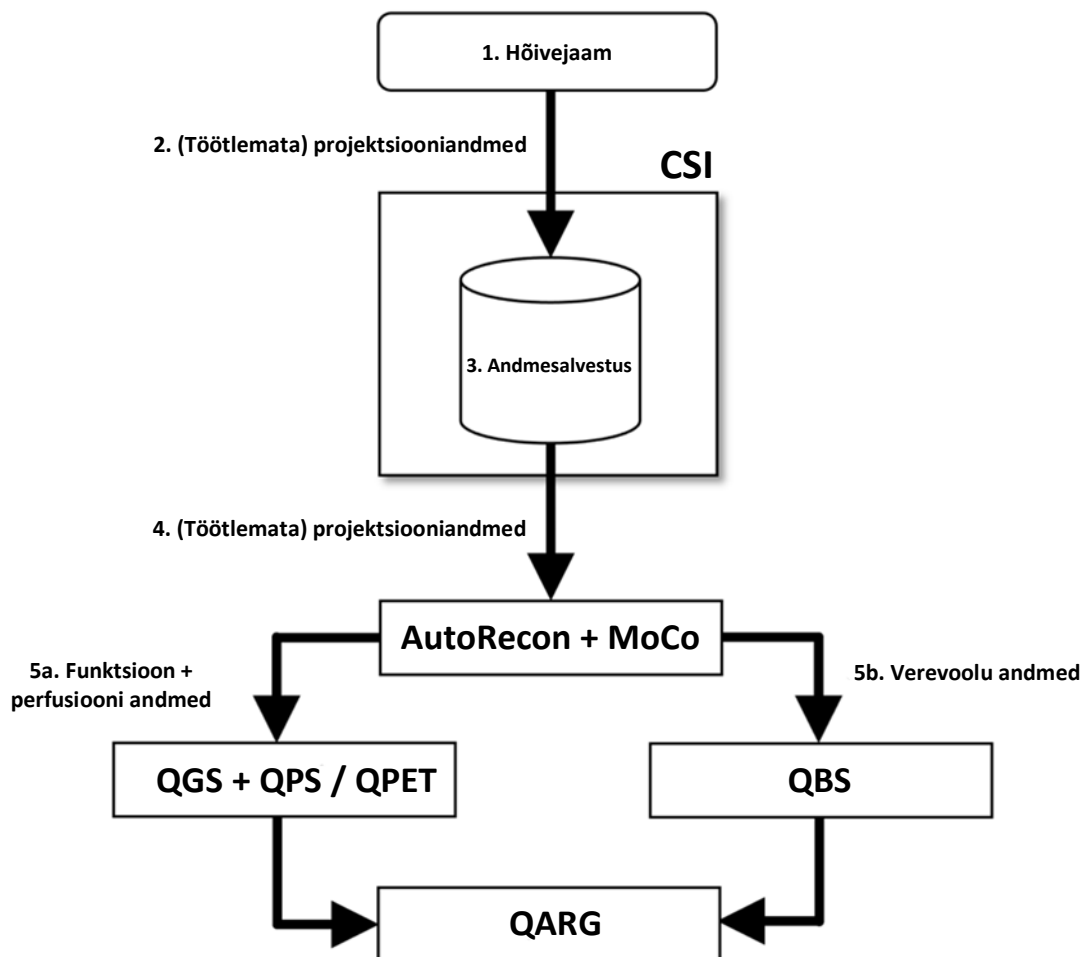 1. Hõivejaam
2. (Töötlemata) projektsiooniandmed
CSI
3. Andmesalvestus
4. (Töötlemata) projektsiooniandmed
AutoRecon + MoCo
5a. Funktsioon +
perfusiooni andmed
5b. Verevoolu andmed
QGS + QPS / QPET
QBS
QARG